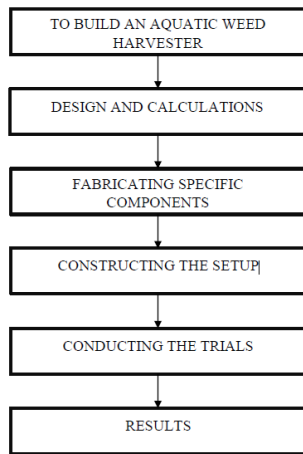 TO BUILD AN AQUATIC WEED
HARVESTER
DESIGN AND CALCULATIONS
FABRICATING SPECIFIC
COMPONENTS
CONSTRUCTING THE SETUP
CONDUCTING THE TRIALS
RESULTS